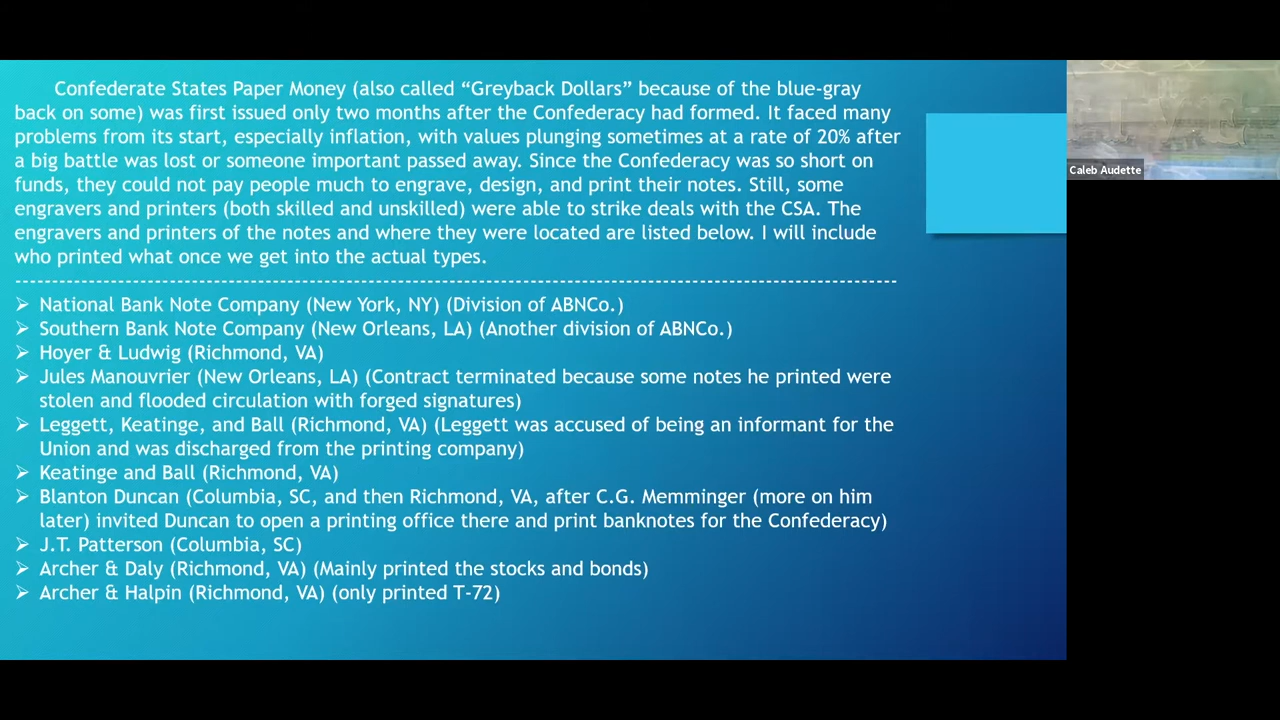 Confederate States Paper Money (also called “Greyback Dollars” because of the blue-gray
back on some) was first issued only two months after the Confederacy had formed. It faced many
problems from its start, especially inflation, with values plunging sometimes at a rate of 20% after
a big battle was lost or someone important passed away. Since the Confederacy was so short on
funds, they could not pay people much to engrave, design, and print their notes. Still, some
engravers and printers (both skilled and unskilled) were able to strike deals with the CSA. The
engravers and printers of the notes and where they were located are listed below. I will include
who printed what once we get into the actual types.
--------------------------------------------------------------------------------------------------------------------
➢ National Bank Note Company (New York, NY) (Division of ABNCo.)
➢ Southern Bank Note Company (New Orleans, LA) (Another division of ABNCo.)
➢ Hoyer & Ludwig (Richmond, VA)
➢ Jules Manouvrier (New Orleans, LA) (Contract terminated because some notes he printed were
stolen and flooded circulation with forged signatures)
➢ Leggett, Keatinge, and Ball (Richmond, VA) (Leggett was accused of being an informant for the
Union and was discharged from the printing company)
➢ Keatinge and Ball (Richmond, VA)
➢ Blanton Duncan (Columbia, SC, and then Richmond, VA, after C.G. Memminger (more on him
later) invited Duncan to open a printing office there and print banknotes for the Confederacy)
➢ J.T. Patterson (Columbia, SC)
➢ Archer & Daly (Richmond, VA) (Mainly printed the stocks and bonds)
➢ Archer & Halpin (Richmond, VA) (only printed T-72)
Caleb Audette